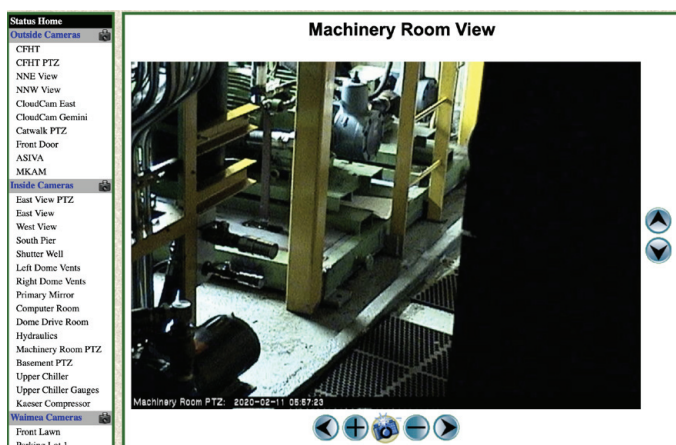 Status Home
Outside Cameras
CFHT
CFHT PTZ
NNE View
NNW View
CloudCam East
CloudCam Gemini
Catwalk PTZ
Front Door
ASIVA
MKAM
Inside Cameras
East View PTZ
East View
West View
South Pier
Shutter Well
Left Dome Vents
Right Dome Vents
Primary Mirror
Computer Room
Dome Drive Room
Hydraulics
Machinery Room PTZ
Basement PTZ
Upper Chiller
Upper Chiller Gauges
Kaeser Compressor
Waimea Cameras
Front Lawn
Parking Lot 1
Machinery Room View
Machinery Room PTZ: 2020-02-11 05:57:23